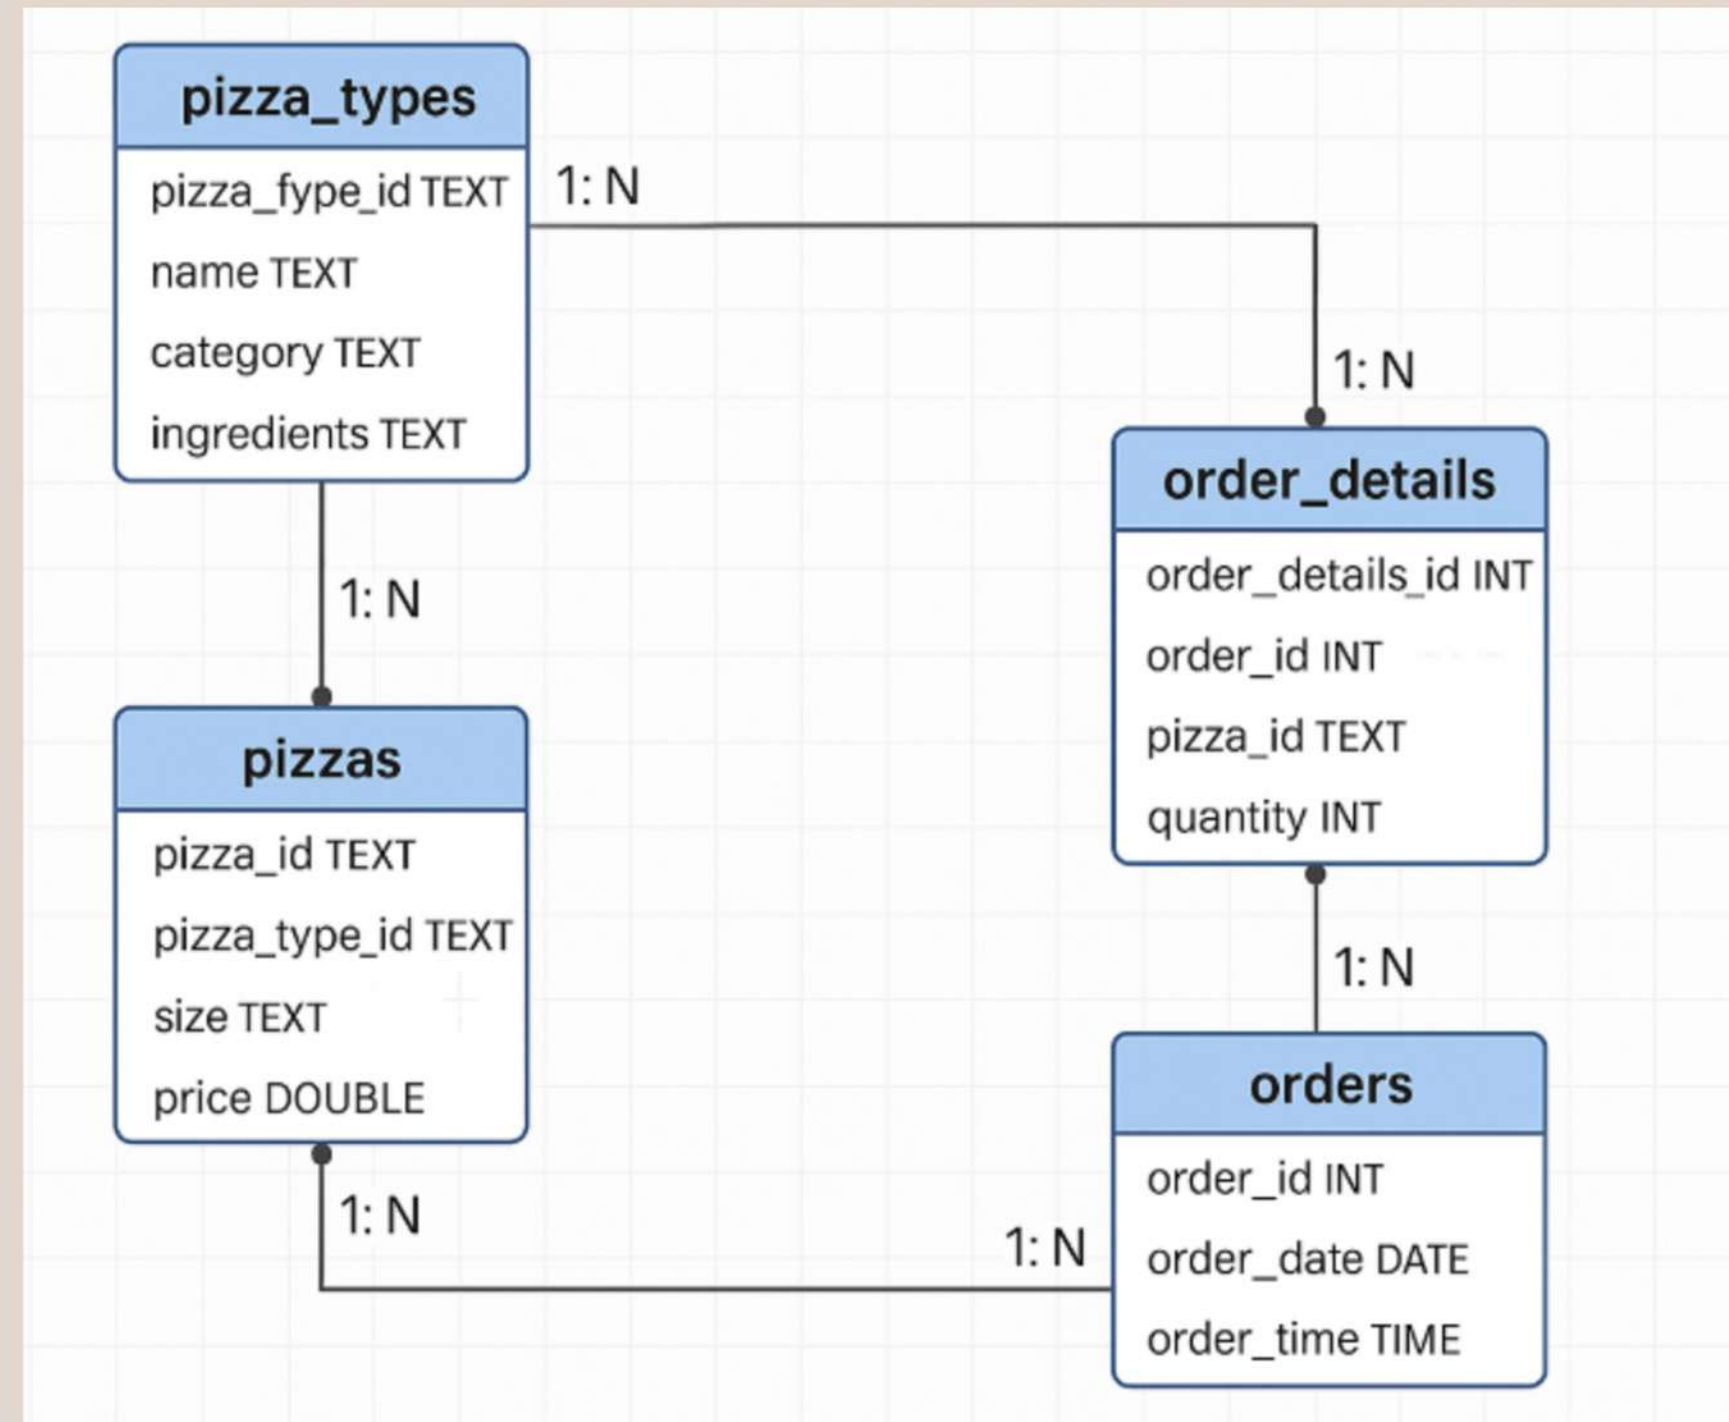 pizza_types
pizza_fype_id TEXT
name TEXT
category TEXT
ingredients TEXT
1: N
1: N
order_details
order_details_id INT
order_id INT
pizza_id TEXT
quantity INT
1: N
pizzas
pizza_id TEXT
pizza_type_id TEXT
size TEXT
price DOUBLE
1: N
orders
order_id INT
order_date DATE
order_time TIME
1: N
1: N